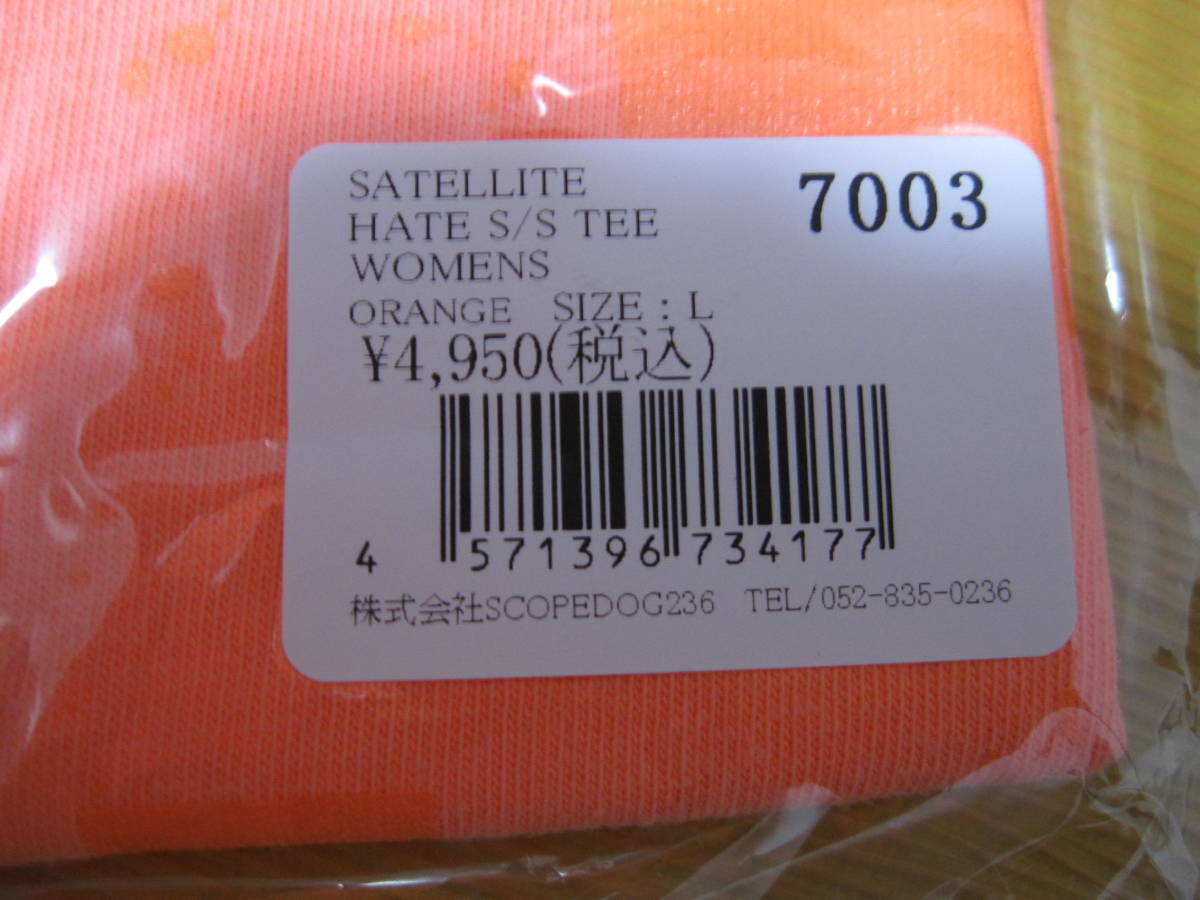 SATELLITE
HATE S/S TEE
WOMENS
ORANGE SIZE : L
7003
¥4,950(税込)
4 571396 734177
株式会社SCOPEDOG236 TEL/052-835-0236